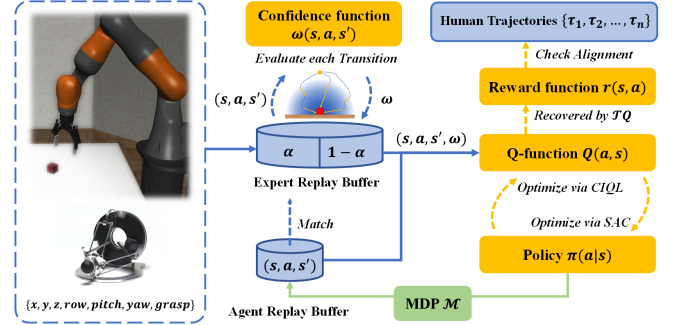 Confidence function
ω(s, a, s′)
Evaluate each Transition
(s, a, s′)
ω
α
1 − α
Expert Replay Buffer
Match
(s, a, s′)
Agent Replay Buffer
{x, y, z, row, pitch, yaw, grasp}
(s, a, s′, ω)
Human Trajectories {τ₁, τ₂, … , τₙ}
Check Alignment
Reward function r(s, a)
Recovered by 𝒯Q
Q-function Q(a, s)
Optimize via CIQL
Optimize via SAC
Policy π(a|s)
MDP ℳ